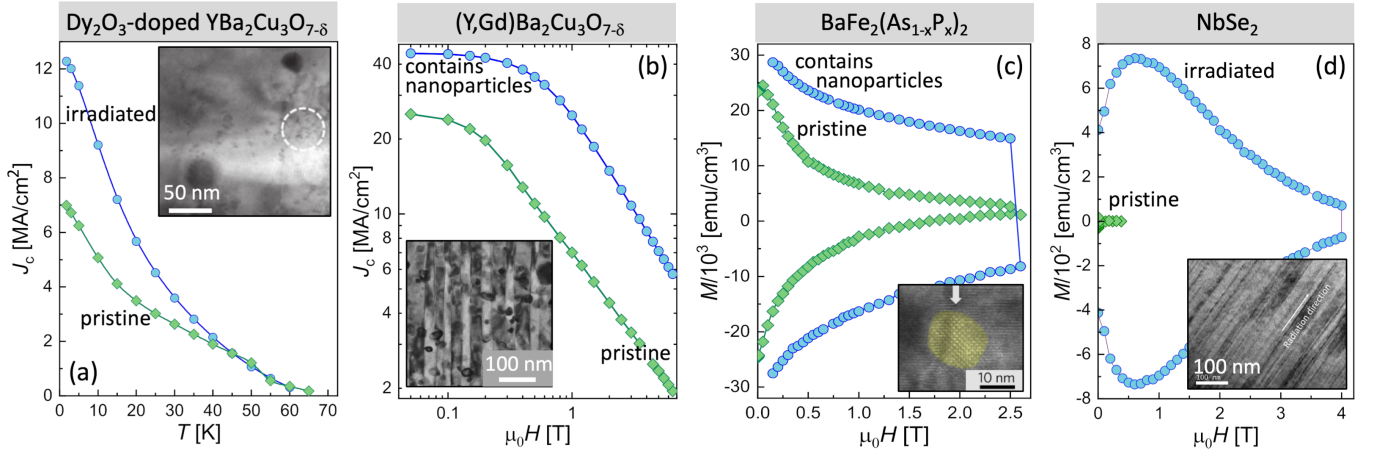 Dy₂O₃-doped YBa₂Cu₃O₇₋δ
12
10
8
6
4
2
0
Jc [MA/cm²]
irradiated
pristine
50 nm
(a)
0 10 20 30 40 50 60 70
T [K]
(Y,Gd)Ba₂Cu₃O₇₋δ
40
20
10
8
6
4
2
Jc [MA/cm²]
contains
nanoparticles
(b)
pristine
100 nm
0.1 1
μ₀H [T]
BaFe₂(As₁₋ₓPₓ)₂
30
20
10
0
-10
-20
-30
M/10³ [emu/cm³]
contains
nanoparticles
(c)
pristine
10 nm
0.0 0.5 1.0 1.5 2.0 2.5
μ₀H [T]
NbSe₂
8
6
4
2
0
-2
-4
-6
-8
M/10² [emu/cm³]
irradiated
(d)
pristine
Radiation direction
100 nm
0 1 2 3 4
μ₀H [T]